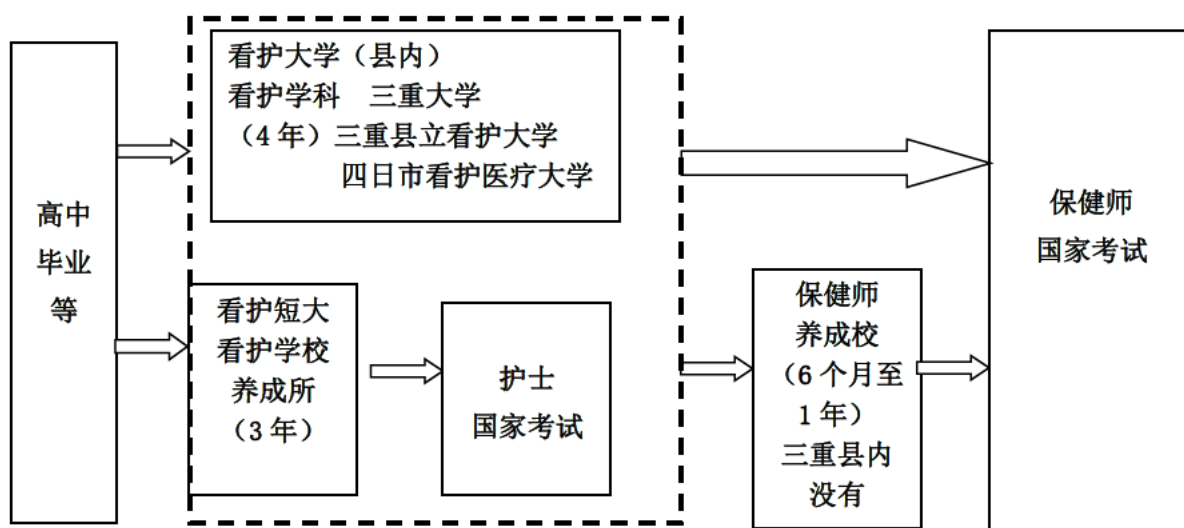 高中
毕业
等
看护大学（县内）
看护学科　三重大学
（4 年）三重县立看护大学
四日市看护医疗大学
看护短大
看护学校
养成所
（3 年）
护士
国家考试
保健师
养成校
（6 个月至
1 年）
三重县内
没有
保健师
国家考试